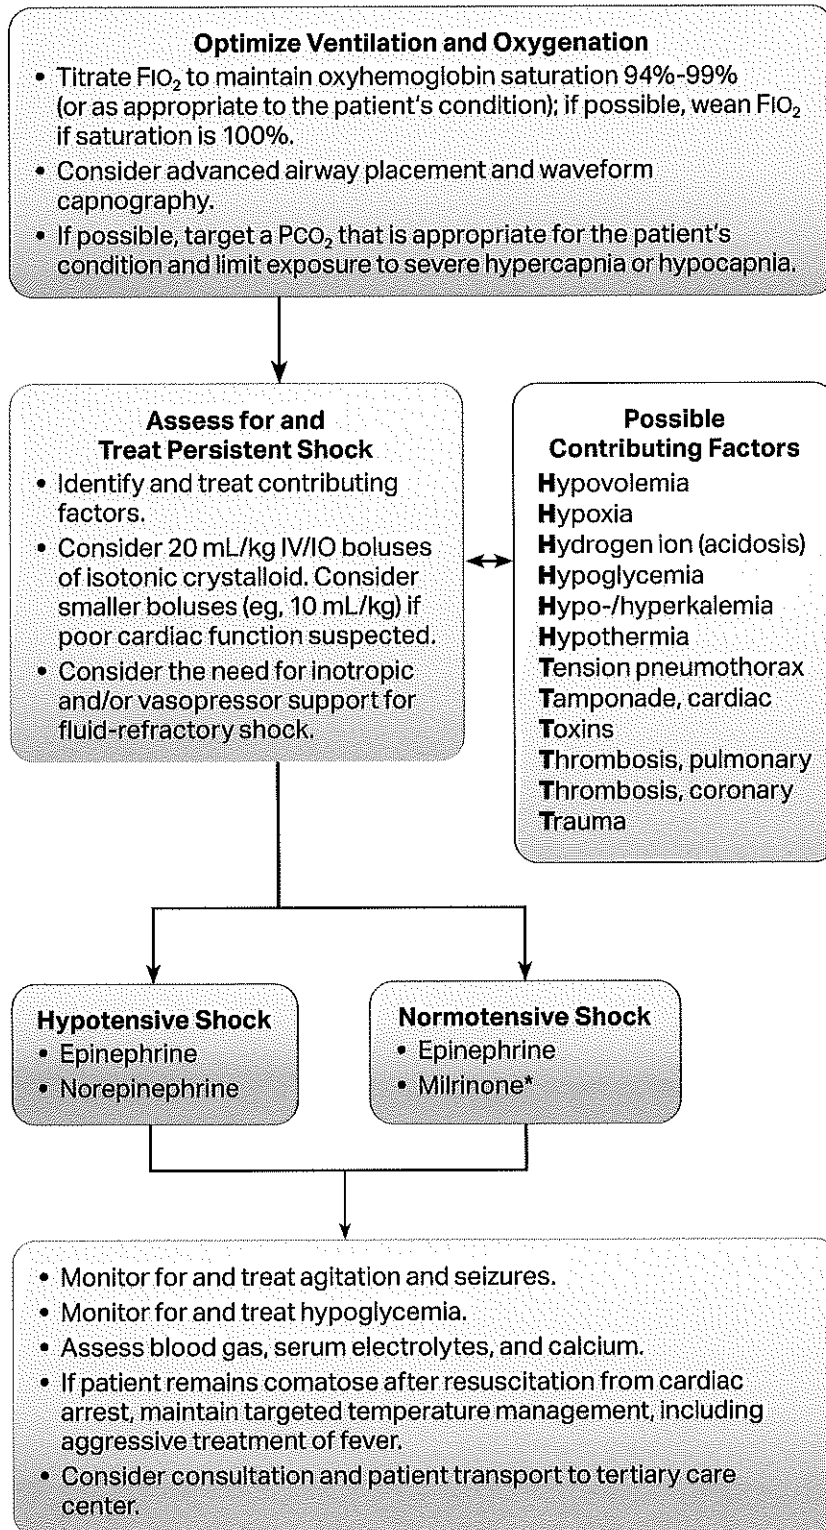 Optimize Ventilation and Oxygenation
• Titrate FIO₂ to maintain oxyhemoglobin saturation 94%-99%
(or as appropriate to the patient's condition); if possible, wean FIO₂
if saturation is 100%.
• Consider advanced airway placement and waveform
capnography.
• If possible, target a PCO₂ that is appropriate for the patient's
condition and limit exposure to severe hypercapnia or hypocapnia.
Assess for and
Treat Persistent Shock
• Identify and treat contributing
factors.
• Consider 20 mL/kg IV/IO boluses
of isotonic crystalloid. Consider
smaller boluses (eg, 10 mL/kg) if
poor cardiac function suspected.
• Consider the need for inotropic
and/or vasopressor support for
fluid-refractory shock.
Possible
Contributing Factors
Hypovolemia
Hypoxia
Hydrogen ion (acidosis)
Hypoglycemia
Hypo-/hyperkalemia
Hypothermia
Tension pneumothorax
Tamponade, cardiac
Toxins
Thrombosis, pulmonary
Thrombosis, coronary
Trauma
Hypotensive Shock
• Epinephrine
• Norepinephrine
Normotensive Shock
• Epinephrine
• Milrinone*
• Monitor for and treat agitation and seizures.
• Monitor for and treat hypoglycemia.
• Assess blood gas, serum electrolytes, and calcium.
• If patient remains comatose after resuscitation from cardiac
arrest, maintain targeted temperature management, including
aggressive treatment of fever.
• Consider consultation and patient transport to tertiary care
center.